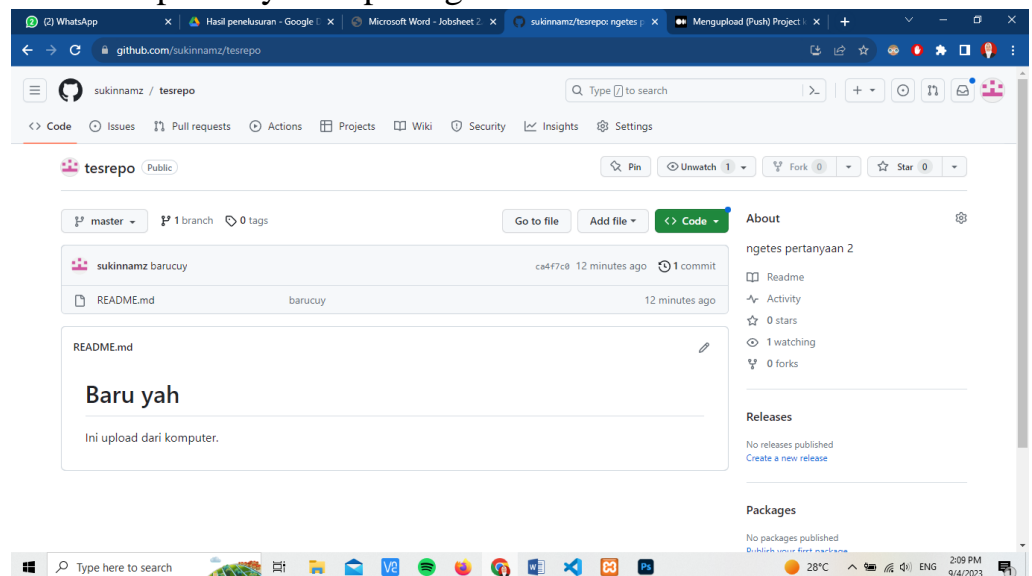 (2) WhatsApp
Hasil penelusuran - Google D
Microsoft Word - Jobsheet 2.
sukinnamz/tesrepo: ngetes p
Mengupload (Push) Project k
github.com/sukinnamz/tesrepo
sukinnamz / tesrepo
Type / to search
<> Code Issues Pull requests Actions Projects Wiki Security Insights Settings
tesrepo Public
Pin Unwatch 1 Fork 0 Star 0
master 1 branch 0 tags
Go to file Add file <> Code
sukinnamz barucuy ca4f7c0 12 minutes ago 1 commit
README.md barucuy 12 minutes ago
README.md
Baru yah
Ini upload dari komputer.
About
ngetes pertanyaan 2
Readme
Activity
0 stars
1 watching
0 forks
Releases
No releases published
Create a new release
Packages
No packages published
Publish your first package
Type here to search
28°C ENG 2:09 PM
9/4/2023